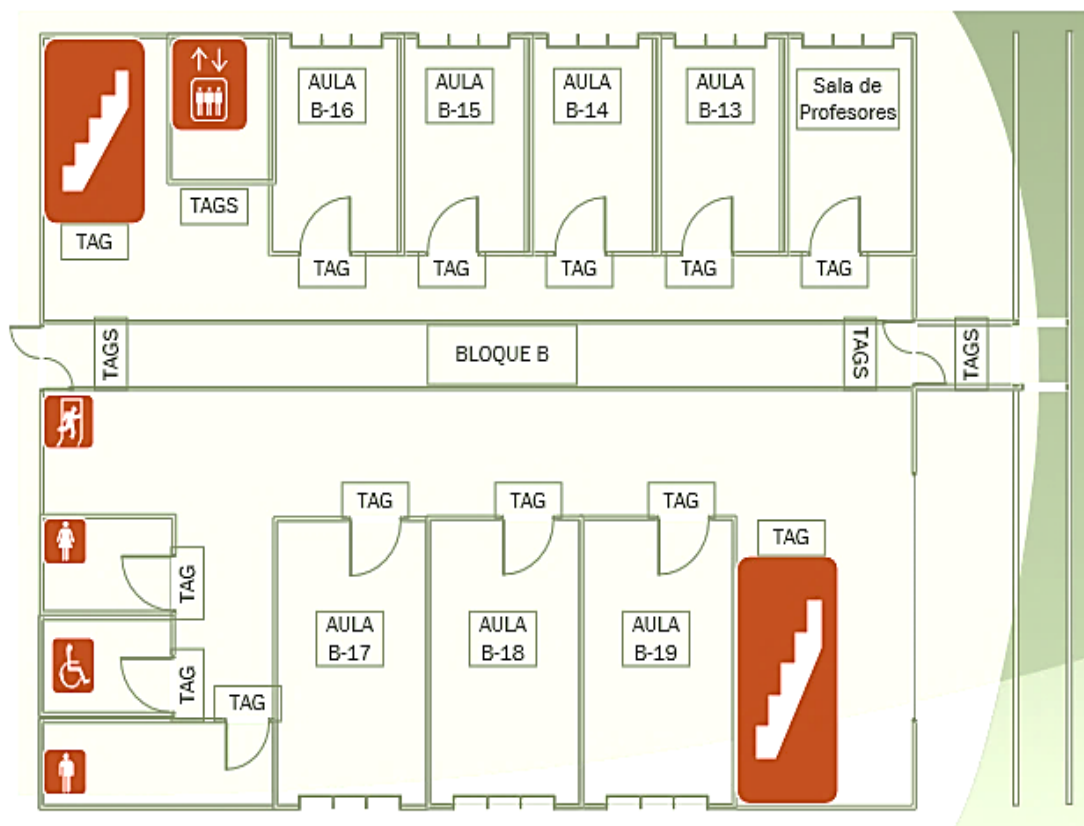 AULA
B-16
AULA
B-15
AULA
B-14
AULA
B-13
Sala de
Profesores
TAGS
TAG
TAG
TAG
TAG
TAG
TAG
TAGS
BLOQUE B
TAGS
TAGS
TAG
TAG
TAG
TAG
TAG
AULA
B-17
AULA
B-18
AULA
B-19
TAG
TAG